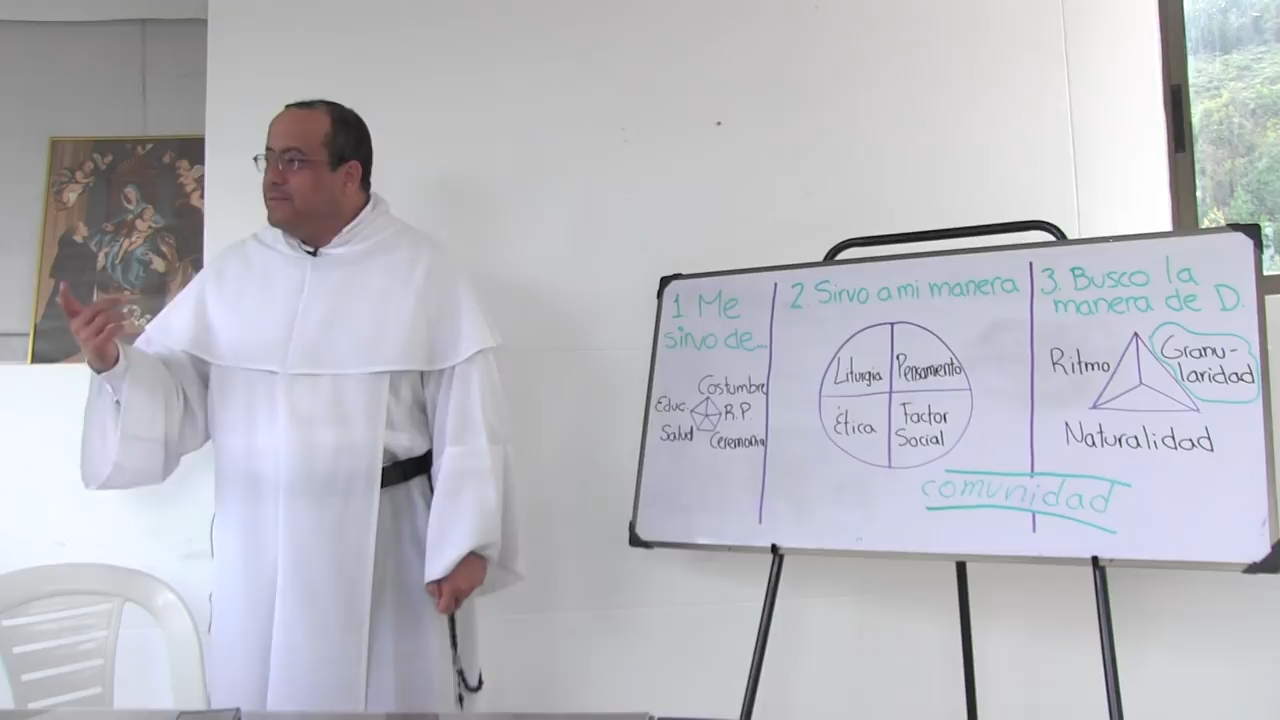 1. Me
sirvo de...
Costumbre
Educ.
R.P.
Salud
Ceremonia
2. Sirvo a mi manera
Liturgia
Pensamiento
Ética
Factor
Social
3. Busco la
manera de D.
Ritmo
Granu-
laridad
Naturalidad
comunidad